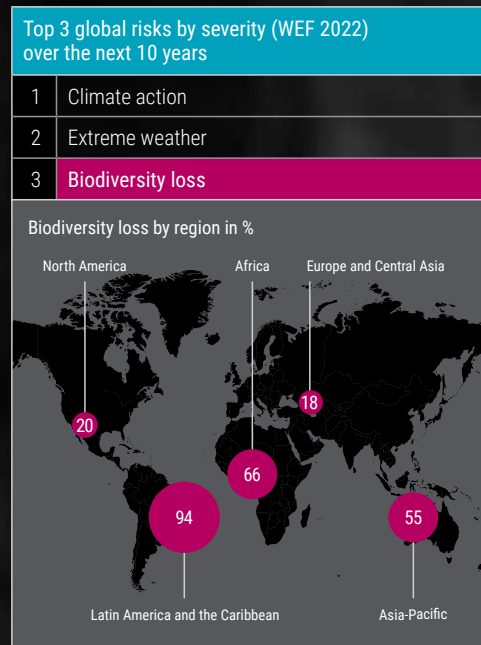 Top 3 global risks by severity (WEF 2022)
over the next 10 years
1 Climate action
2 Extreme weather
3 Biodiversity loss
Biodiversity loss by region in %
North America Africa Europe and Central Asia
18
20
66
94 55
Latin America and the Caribbean Asia-Pacific